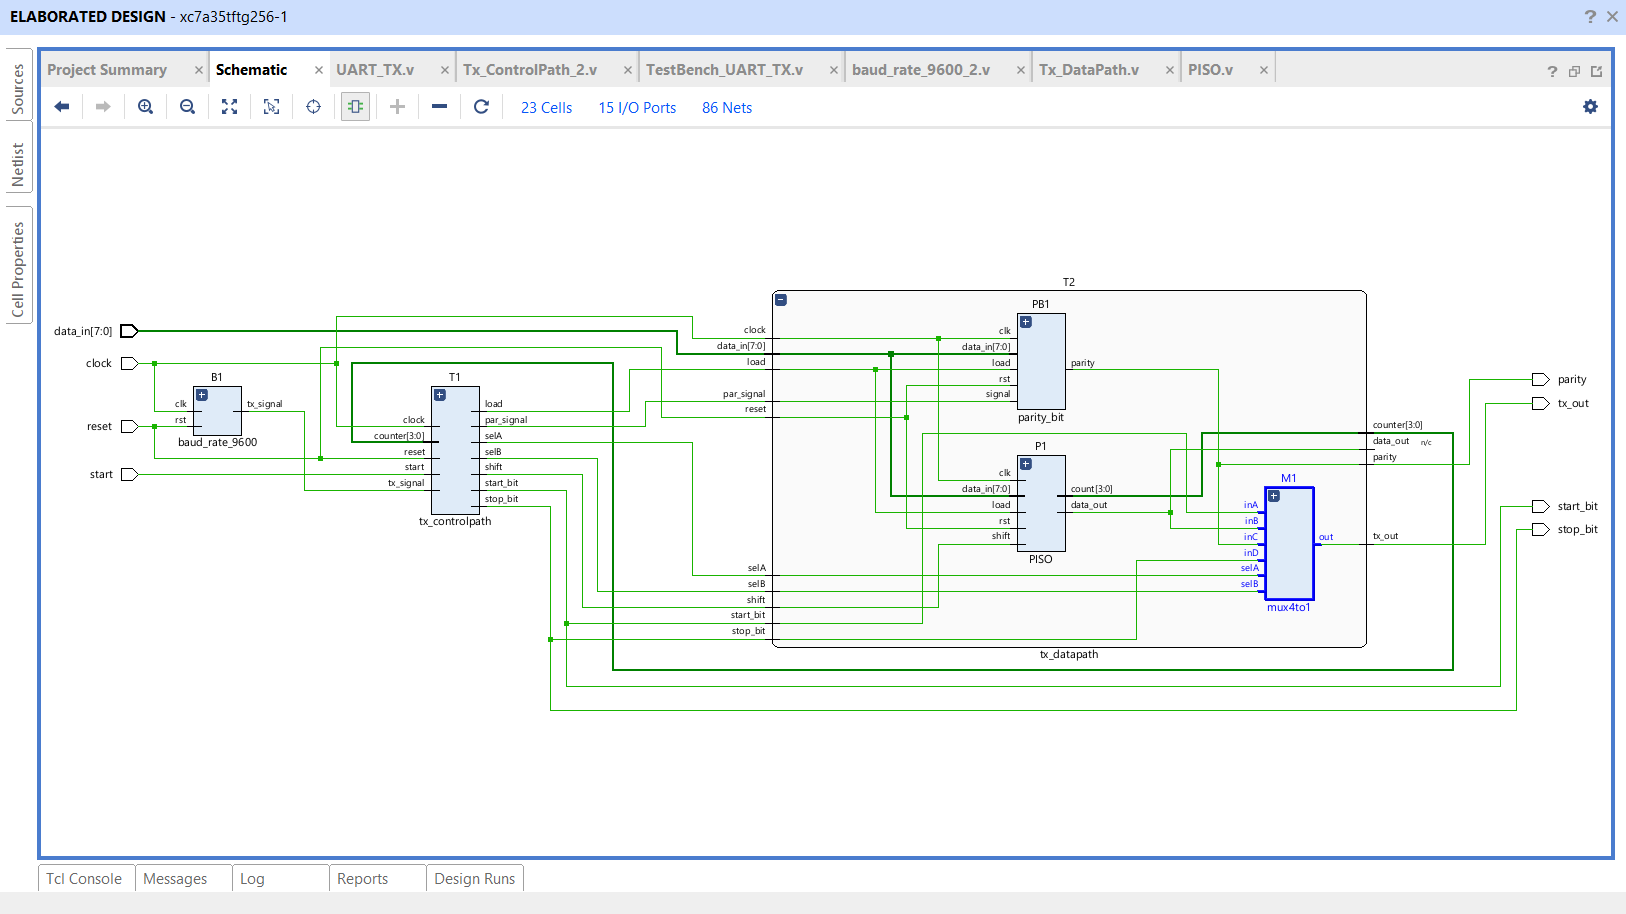 ELABORATED DESIGN - xc7a35tftg256-1
Sources
Netlist
Cell Properties
Project Summary
Schematic
UART_TX.v
Tx_ControlPath_2.v
TestBench_UART_TX.v
baud_rate_9600_2.v
Tx_DataPath.v
PISO.v
23 Cells
15 I/O Ports
86 Nets
data_in[7:0]
clock
reset
start
B1
clk
rst
tx_signal
baud_rate_9600
T1
clock
counter[3:0]
reset
start
tx_signal
load
par_signal
selA
selB
shift
start_bit
stop_bit
tx_controlpath
T2
clock
data_in[7:0]
load
par_signal
reset
selA
selB
shift
start_bit
stop_bit
PB1
clk
data_in[7:0]
load
rst
signal
parity
parity_bit
P1
clk
data_in[7:0]
load
rst
shift
count[3:0]
data_out
PISO
M1
inA
inB
inC
inD
selA
selB
out
mux4to1
counter[3:0]
data_out n/c
parity
tx_out
tx_datapath
parity
tx_out
start_bit
stop_bit
Tcl Console
Messages
Log
Reports
Design Runs